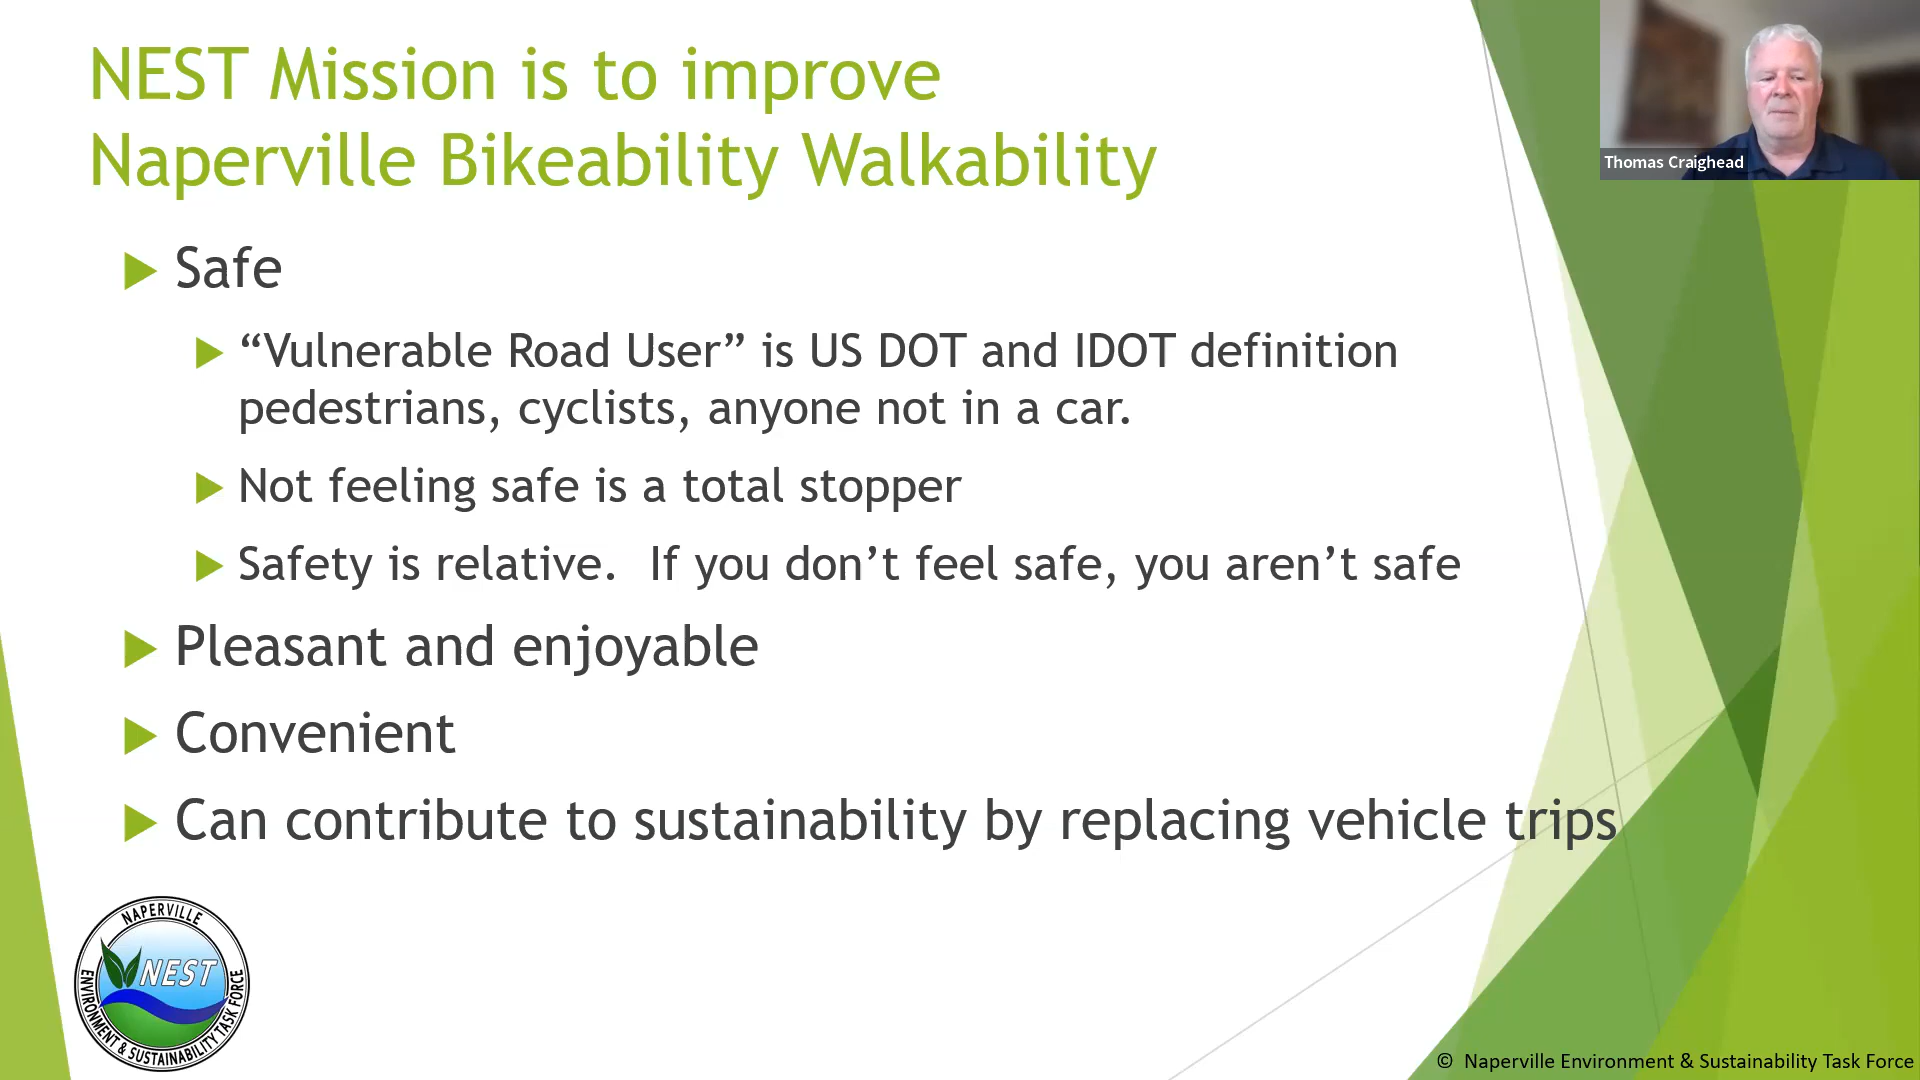 NEST Mission is to improve
Naperville Bikeability Walkability
Thomas Craighead
Safe
“Vulnerable Road User” is US DOT and IDOT definition
pedestrians, cyclists, anyone not in a car.
Not feeling safe is a total stopper
Safety is relative.  If you don’t feel safe, you aren’t safe
Pleasant and enjoyable
Convenient
Can contribute to sustainability by replacing vehicle trips
NAPERVILLE
NEST
ENVIRONMENT & SUSTAINABILITY TASK FORCE
© Naperville Environment & Sustainability Task Force